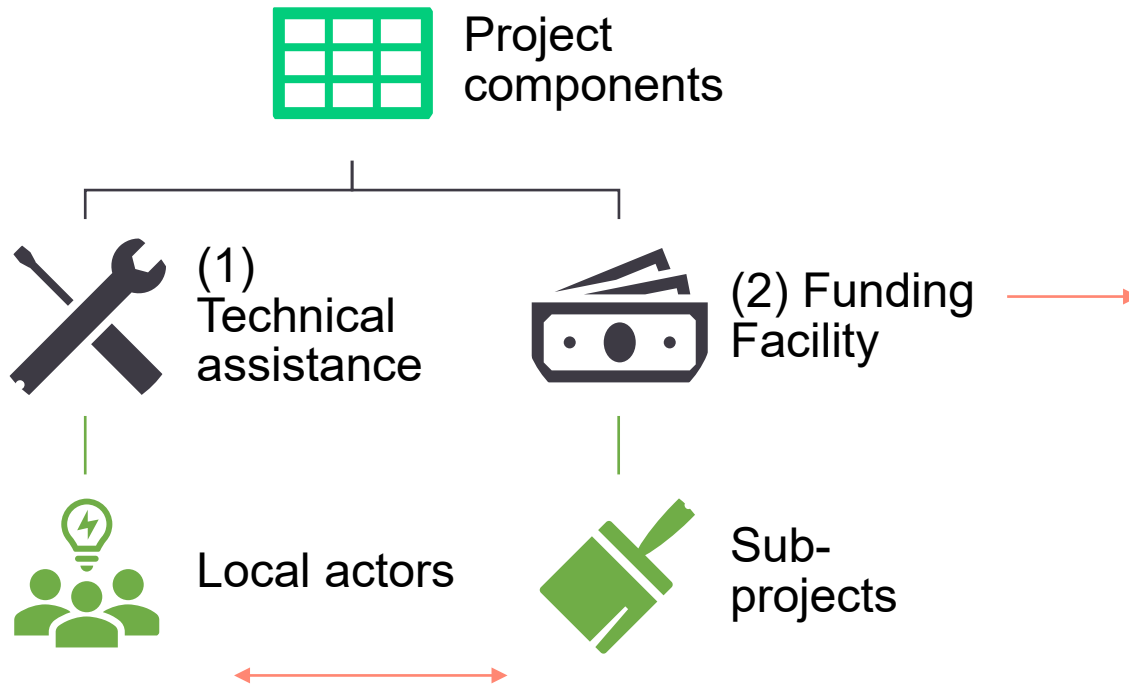 Project
components
(1)
Technical
assistance
(2) Funding
Facility
Local actors
Sub-
projects